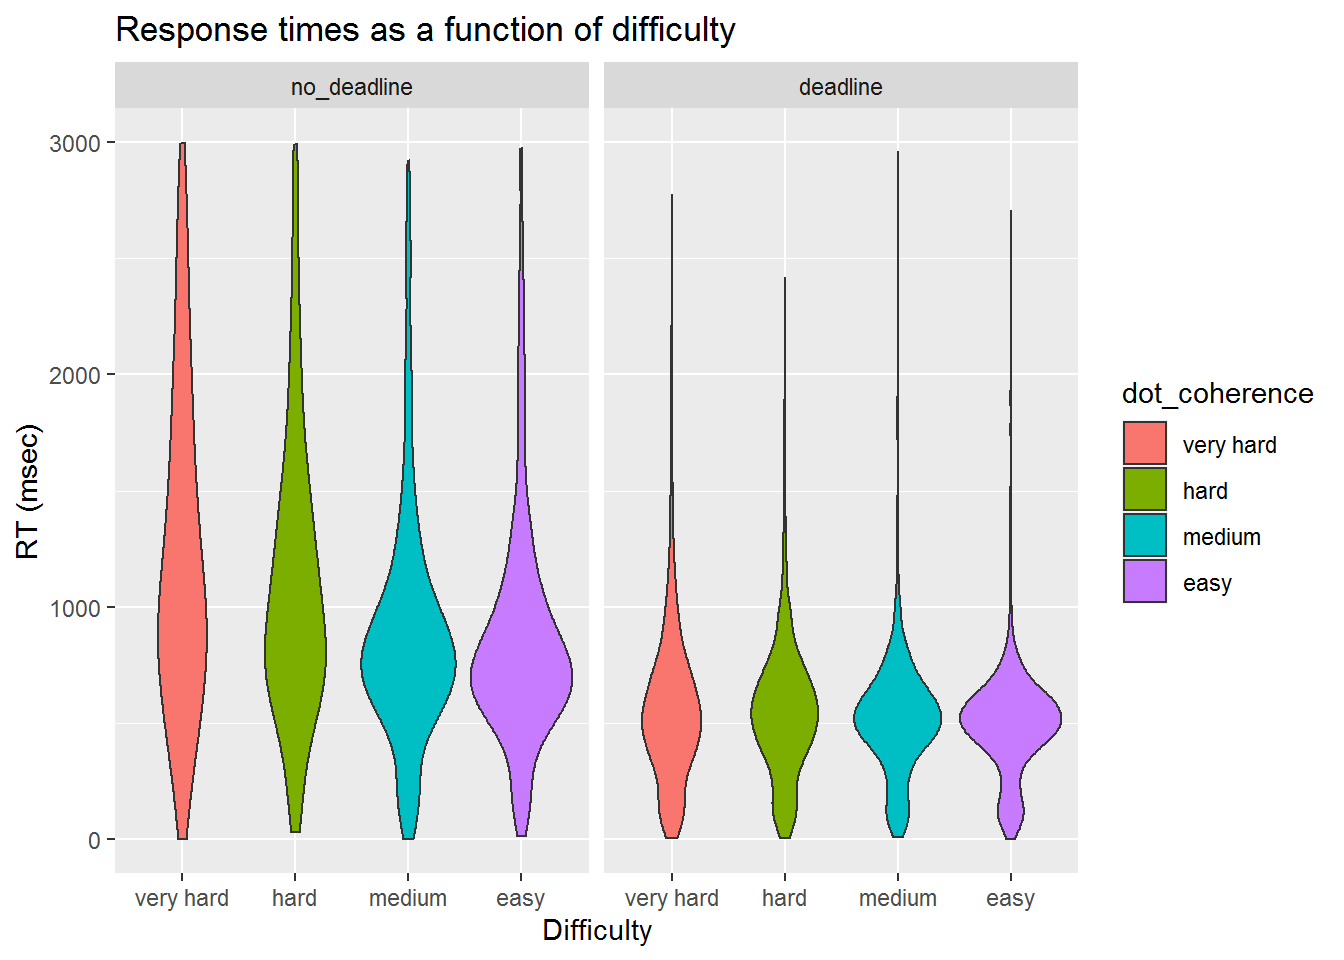 Response times as a function of difficulty
no_deadline
deadline
3000
2000
1000
0
RT (msec)
very hard
hard
medium
easy
very hard
hard
medium
easy
Difficulty
dot_coherence
very hard
hard
medium
easy